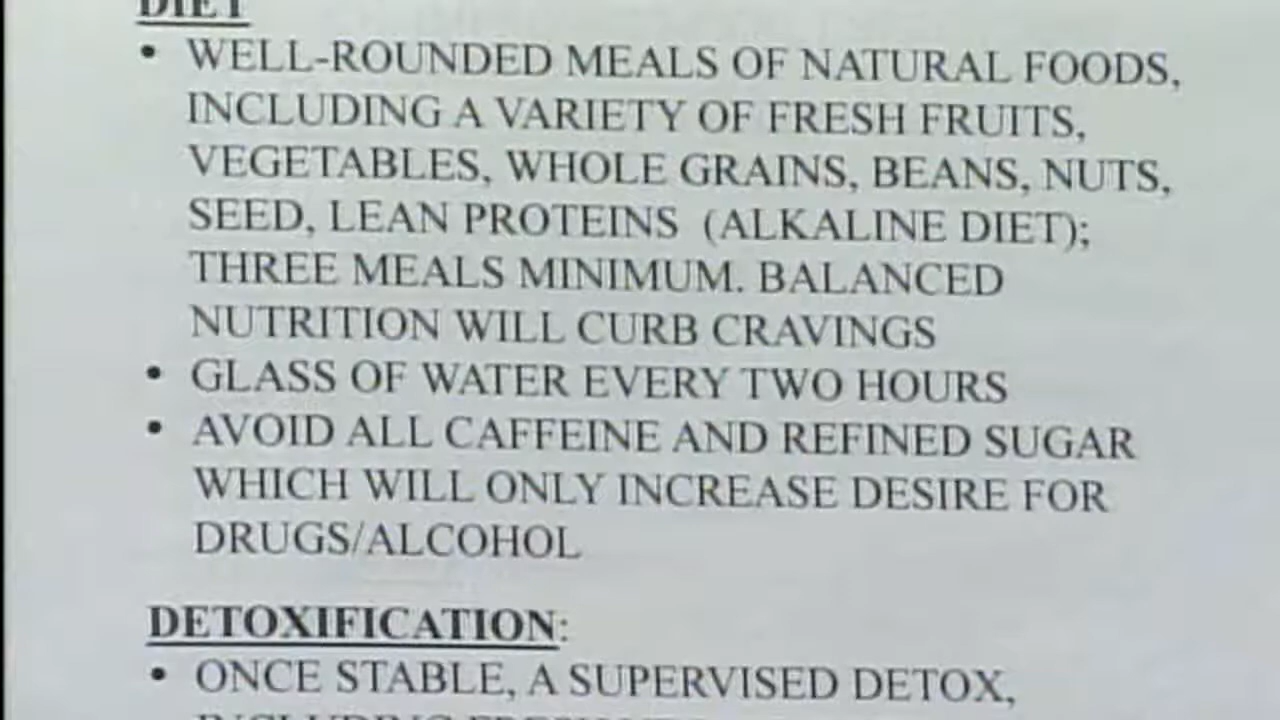 DIET
• WELL-ROUNDED MEALS OF NATURAL FOODS,
INCLUDING A VARIETY OF FRESH FRUITS,
VEGETABLES, WHOLE GRAINS, BEANS, NUTS,
SEED, LEAN PROTEINS (ALKALINE DIET);
THREE MEALS MINIMUM. BALANCED
NUTRITION WILL CURB CRAVINGS
• GLASS OF WATER EVERY TWO HOURS
• AVOID ALL CAFFEINE AND REFINED SUGAR
WHICH WILL ONLY INCREASE DESIRE FOR
DRUGS/ALCOHOL
DETOXIFICATION:
• ONCE STABLE, A SUPERVISED DETOX,
INCLUDING